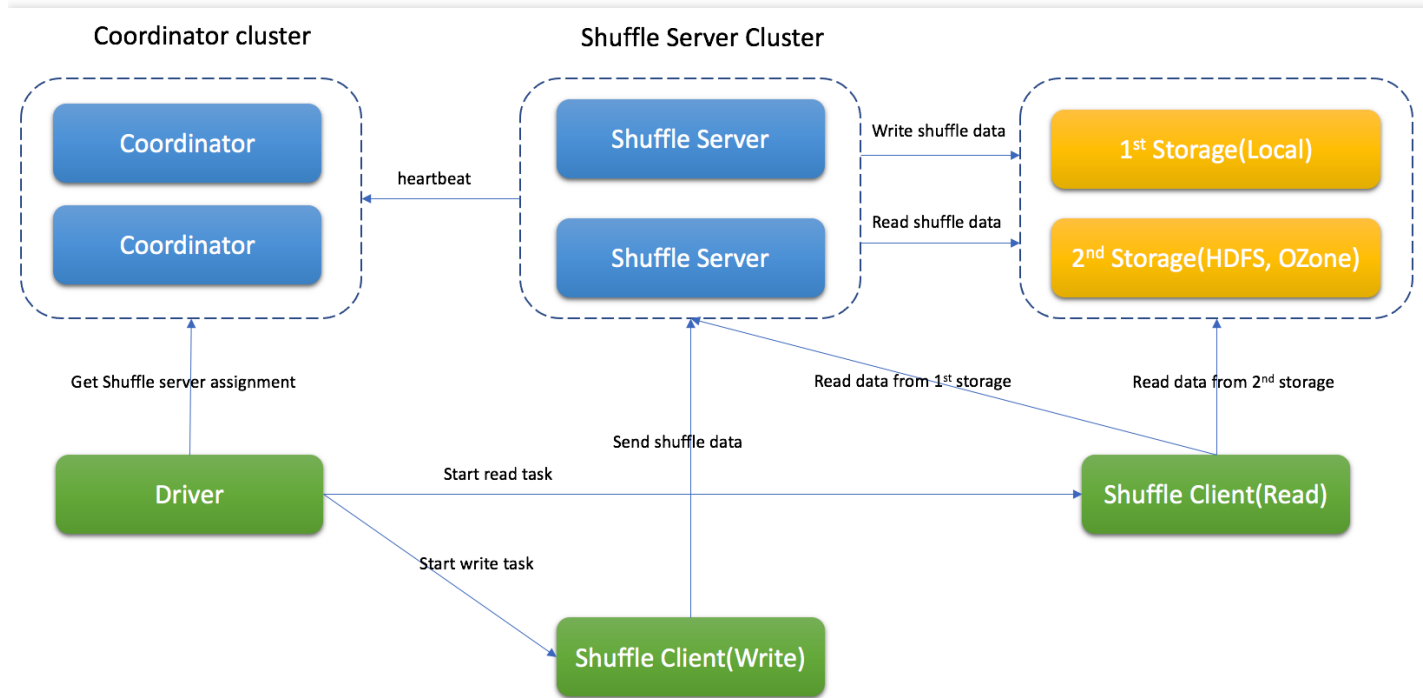 Coordinator cluster
Shuffle Server Cluster
Coordinator
Coordinator
heartbeat
Shuffle Server
Shuffle Server
Write shuffle data
Read shuffle data
1st Storage(Local)
2nd Storage(HDFS, OZone)
Get Shuffle server assignment
Read data from 1st storage
Read data from 2nd storage
Send shuffle data
Start read task
Driver
Shuffle Client(Read)
Start write task
Shuffle Client(Write)